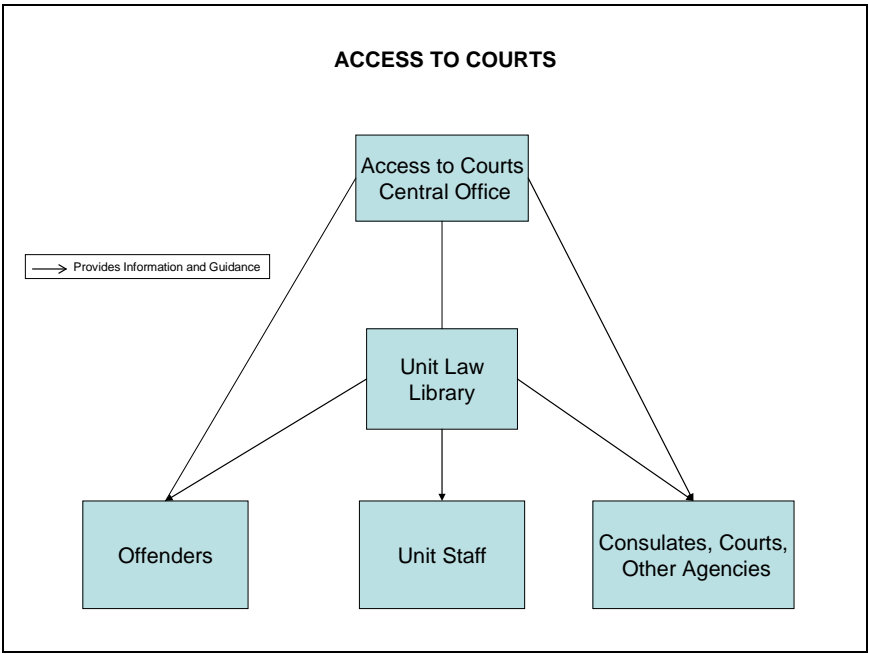 ACCESS TO COURTS
Access to Courts
Central Office
Provides Information and Guidance
Unit Law
Library
Offenders
Unit Staff
Consulates, Courts,
Other Agencies